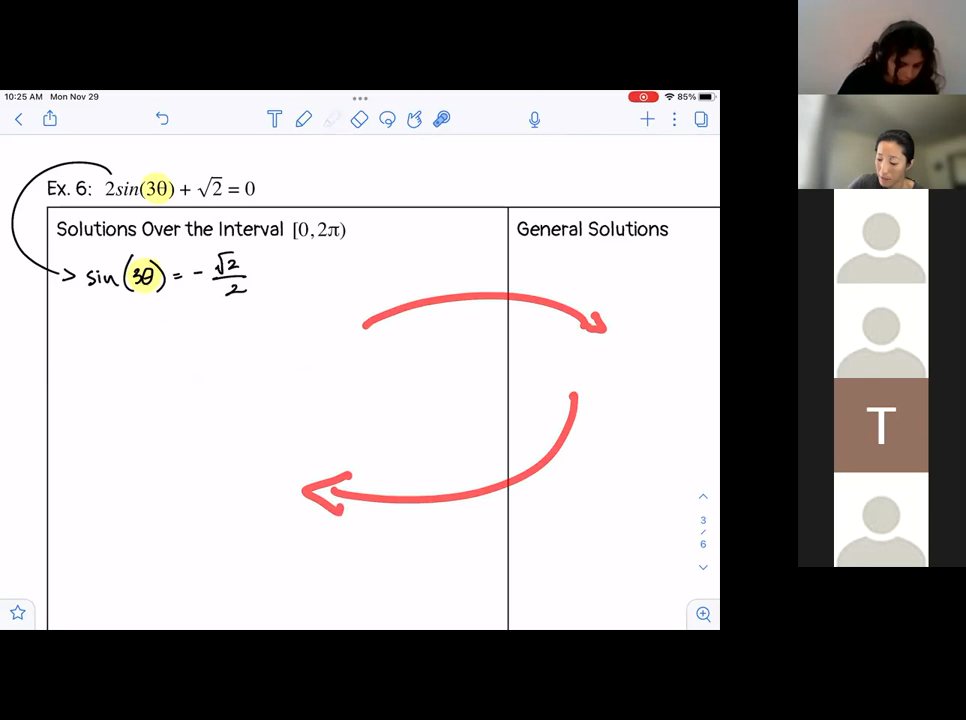 10:25 AM Mon Nov 29
85%
Ex. 6: 2sin(3θ) + √2 = 0
Solutions Over the Interval [0, 2π)
General Solutions
> sin(3θ) = - √2/2
3
/
6
T